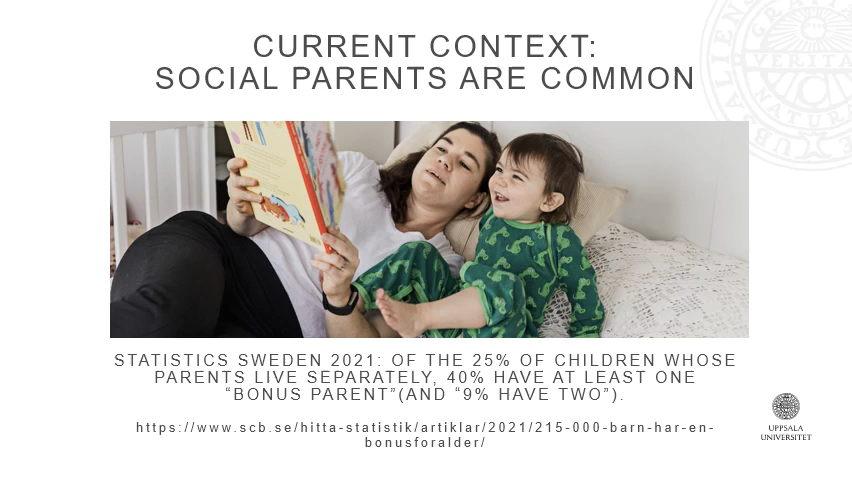 CURRENT CONTEXT:
SOCIAL PARENTS ARE COMMON
STATISTICS SWEDEN 2021: OF THE 25% OF CHILDREN WHOSE
PARENTS LIVE SEPARATELY, 40% HAVE AT LEAST ONE
“BONUS PARENT”(AND “9% HAVE TWO”).
https://www.scb.se/hitta-statistik/artiklar/2021/215-000-barn-har-en-
bonusforalder/
UPPSALA
UNIVERSITET